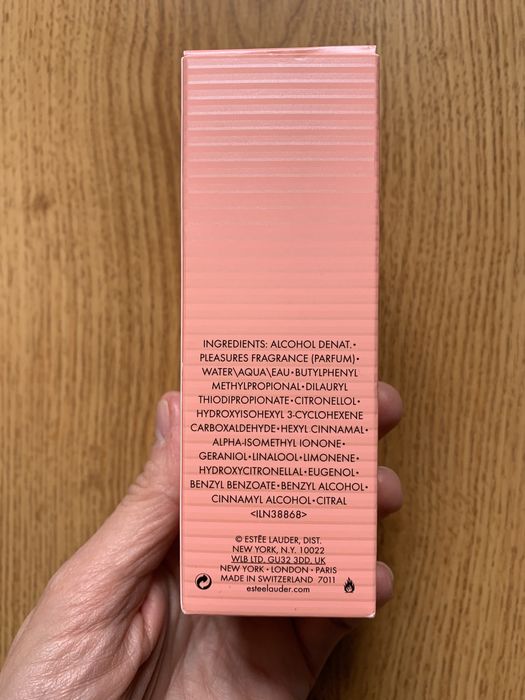 INGREDIENTS: ALCOHOL DENAT.•
PLEASURES FRAGRANCE (PARFUM)•
WATER\AQUA\EAU•BUTYLPHENYL
METHYLPROPIONAL•DILAURYL
THIODIPROPIONATE•CITRONELLOL•
HYDROXYISOHEXYL 3-CYCLOHEXENE
CARBOXALDEHYDE•HEXYL CINNAMAL•
ALPHA-ISOMETHYL IONONE•
GERANIOL•LINALOOL•LIMONENE•
HYDROXYCITRONELLAL•EUGENOL•
BENZYL BENZOATE•BENZYL ALCOHOL•
CINNAMYL ALCOHOL•CITRAL
<ILN38868>
© ESTĒE LAUDER, DIST.
NEW YORK, N.Y. 10022
WLB LTD. GU32 3DD, UK
NEW YORK • LONDON • PARIS
MADE IN SWITZERLAND 7011
esteelauder.com